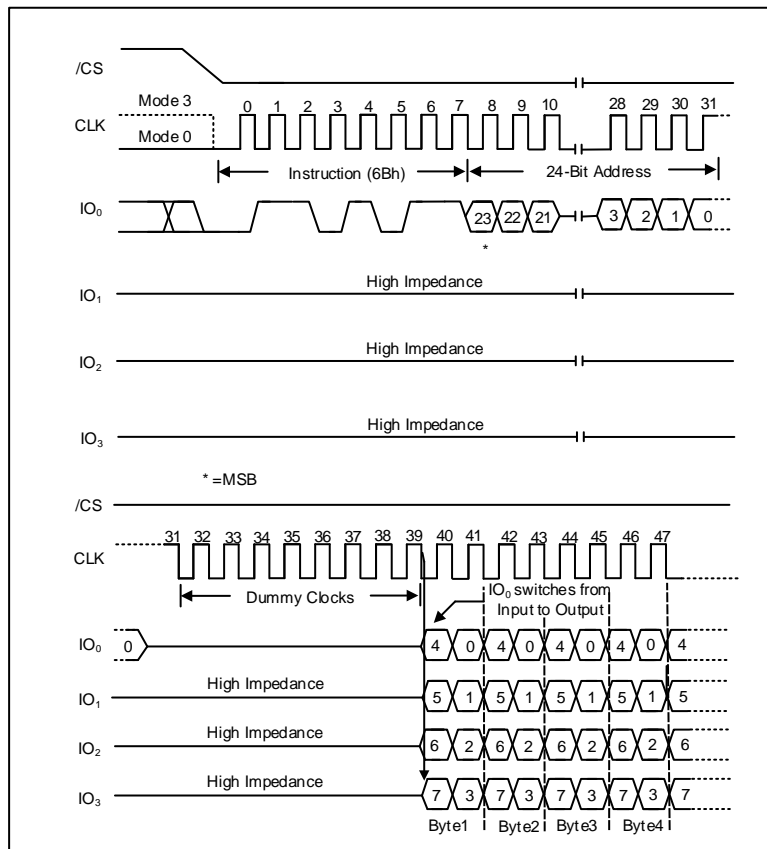 /CS
Mode 3
0 1 2 3 4 5 6 7 8 9 10 28 29 30 31
CLK
Mode 0
Instruction (6Bh) 24-Bit Address
IO0
23 22 21 3 2 1 0
*
High Impedance
IO1
High Impedance
IO2
High Impedance
IO3
* =MSB
/CS
31 32 33 34 35 36 37 38 39 40 41 42 43 44 45 46 47
CLK
Dummy Clocks
IO0 switches from
Input to Output
IO0 0 4 0 4 0 4 0 4 0 4
High Impedance
IO1 5 1 5 1 5 1 5 1 5
High Impedance
IO2 6 2 6 2 6 2 6 2 6
High Impedance
IO3 7 3 7 3 7 3 7 3 7
Byte1 Byte2 Byte3 Byte4